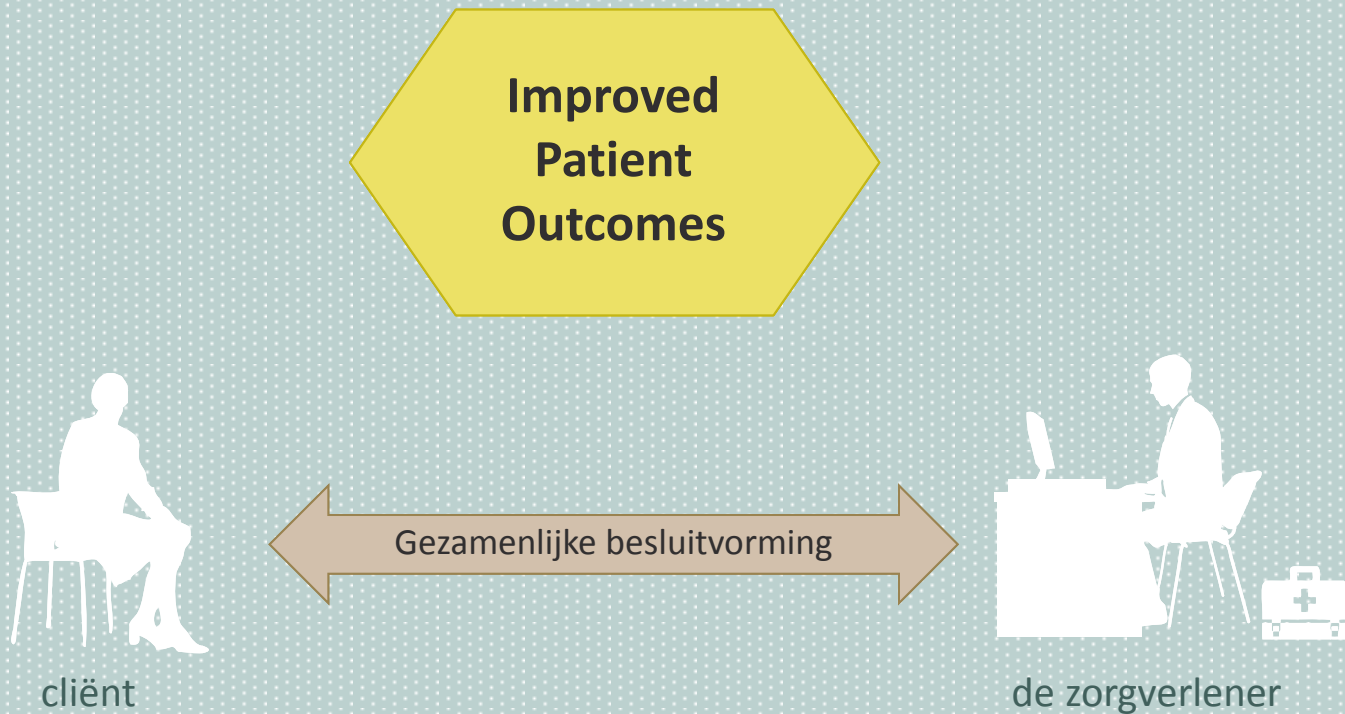 Improved
Patient
Outcomes
Gezamenlijke besluitvorming
cliënt
de zorgverlener